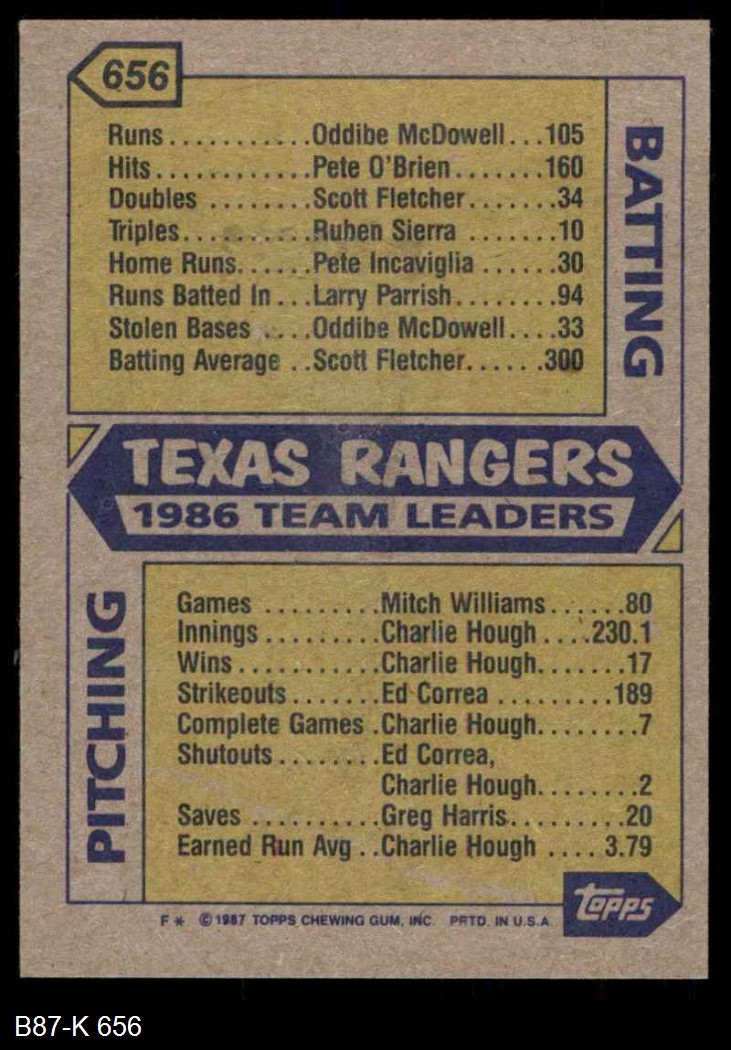 656
BATTING
Runs...........Oddibe McDowell...105
Hits............Pete O'Brien.......160
Doubles ........Scott Fletcher.......34
Triples..........Ruben Sierra .......10
Home Runs......Pete Incaviglia ......30
Runs Batted In...Larry Parrish........94
Stolen Bases ....Oddibe McDowell....33
Batting Average ..Scott Fletcher......300
TEXAS RANGERS
1986 TEAM LEADERS
PITCHING
Games .........Mitch Williams......80
Innings .........Charlie Hough ....230.1
Wins...........Charlie Hough.......17
Strikeouts.......Ed Correa .........189
Complete Games .Charlie Hough........7
Shutouts........Ed Correa,
Charlie Hough........2
Saves ..........Greg Harris.........20
Earned Run Avg ..Charlie Hough .... 3.79
topps
F * © 1987 TOPPS CHEWING GUM, INC. PRTD. IN U.S.A.
B87-K 656